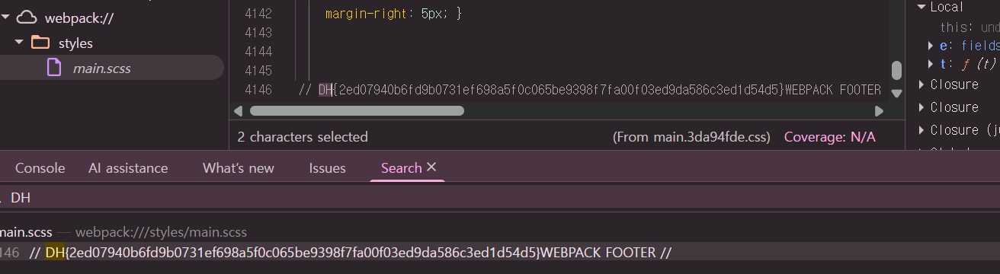 webpack://
styles
main.scss
4142 margin-right: 5px; }
4143
4144
4145
4146 // DH{2ed07940b6fd9b0731ef698a5f0c065be9398f7fa00f03ed9da586c3ed1d54d5}WEBPACK FOOTER
2 characters selected (From main.3da94fde.css) Coverage: N/A
Local
this: und
e: fields
t: ƒ (t)
Closure
Closure
Closure (j
Console AI assistance What's new Issues Search ×
DH
main.scss — webpack:///styles/main.scss
146 // DH{2ed07940b6fd9b0731ef698a5f0c065be9398f7fa00f03ed9da586c3ed1d54d5}WEBPACK FOOTER //